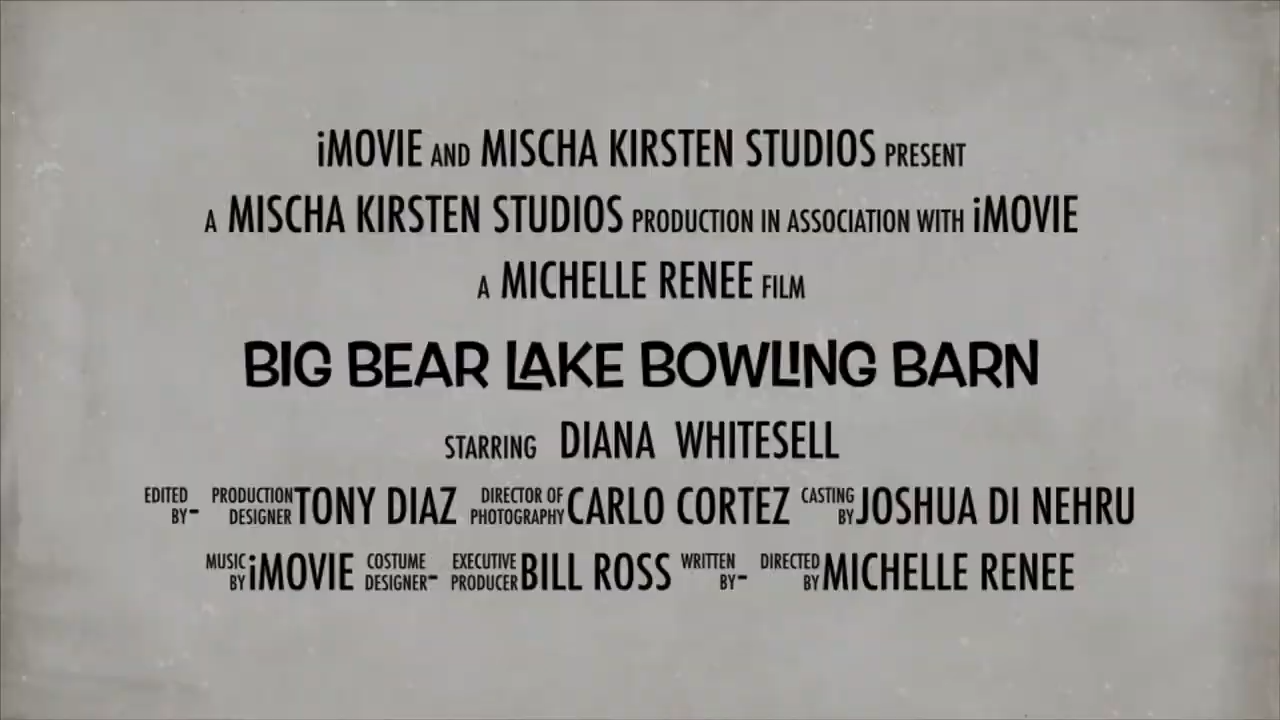 iMOVIE AND MISCHA KIRSTEN STUDIOS PRESENT
A MISCHA KIRSTEN STUDIOS PRODUCTION IN ASSOCIATION WITH iMOVIE
A MICHELLE RENEE FILM
BIG BEAR LAKE BOWLING BARN
STARRING DIANA WHITESELL
EDITED BY- PRODUCTION DESIGNER TONY DIAZ DIRECTOR OF PHOTOGRAPHY CARLO CORTEZ CASTING BY JOSHUA DI NEHRU
MUSIC BY iMOVIE COSTUME DESIGNER- EXECUTIVE PRODUCER BILL ROSS WRITTEN BY- DIRECTED BY MICHELLE RENEE